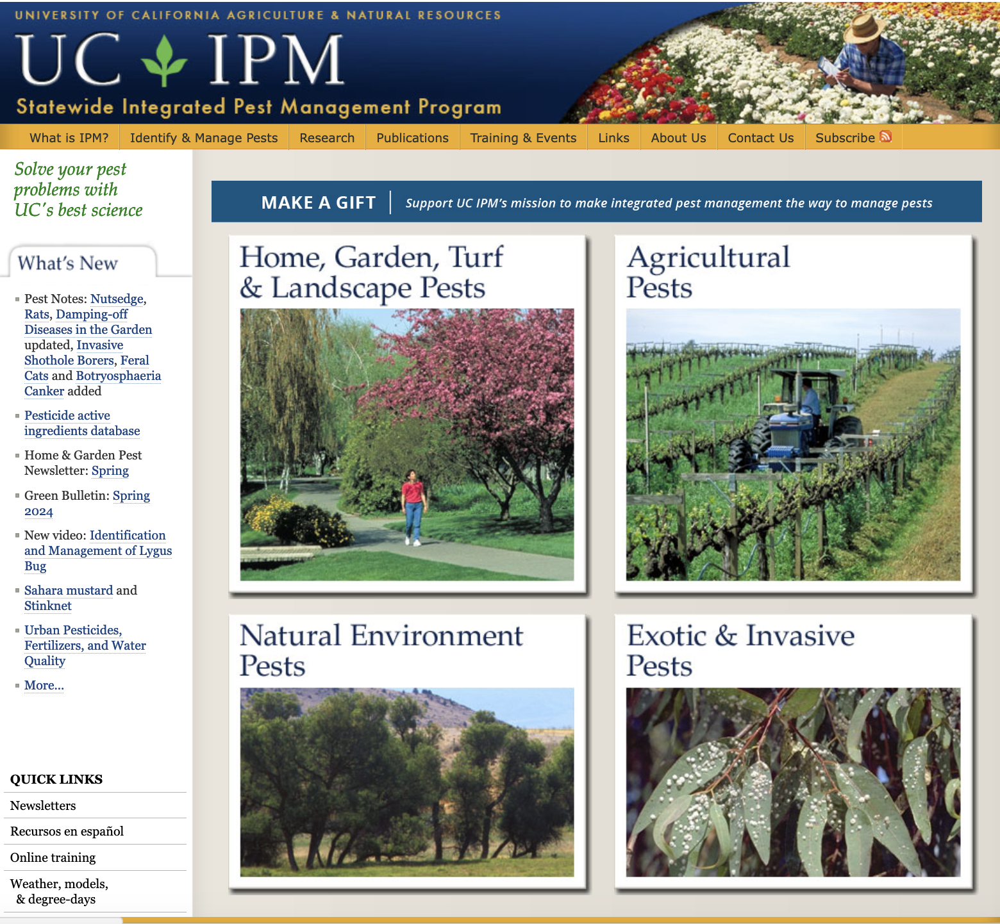 UNIVERSITY OF CALIFORNIA AGRICULTURE & NATURAL RESOURCES
UC IPM
Statewide Integrated Pest Management Program
What is IPM?
Identify & Manage Pests
Research
Publications
Training & Events
Links
About Us
Contact Us
Subscribe
Solve your pest
problems with
UC's best science
What's New
Pest Notes: Nutsedge,
Rats, Damping-off
Diseases in the Garden
updated, Invasive
Shothole Borers, Feral
Cats and Botryosphaeria
Canker added
Pesticide active
ingredients database
Home & Garden Pest
Newsletter: Spring
Green Bulletin: Spring
2024
New video: Identification
and Management of Lygus
Bug
Sahara mustard and
Stinknet
Urban Pesticides,
Fertilizers, and Water
Quality
More...
QUICK LINKS
Newsletters
Recursos en español
Online training
Weather, models,
& degree-days
MAKE A GIFT
Support UC IPM's mission to make integrated pest management the way to manage pests
Home, Garden, Turf
& Landscape Pests
Agricultural
Pests
Natural Environment
Pests
Exotic & Invasive
Pests